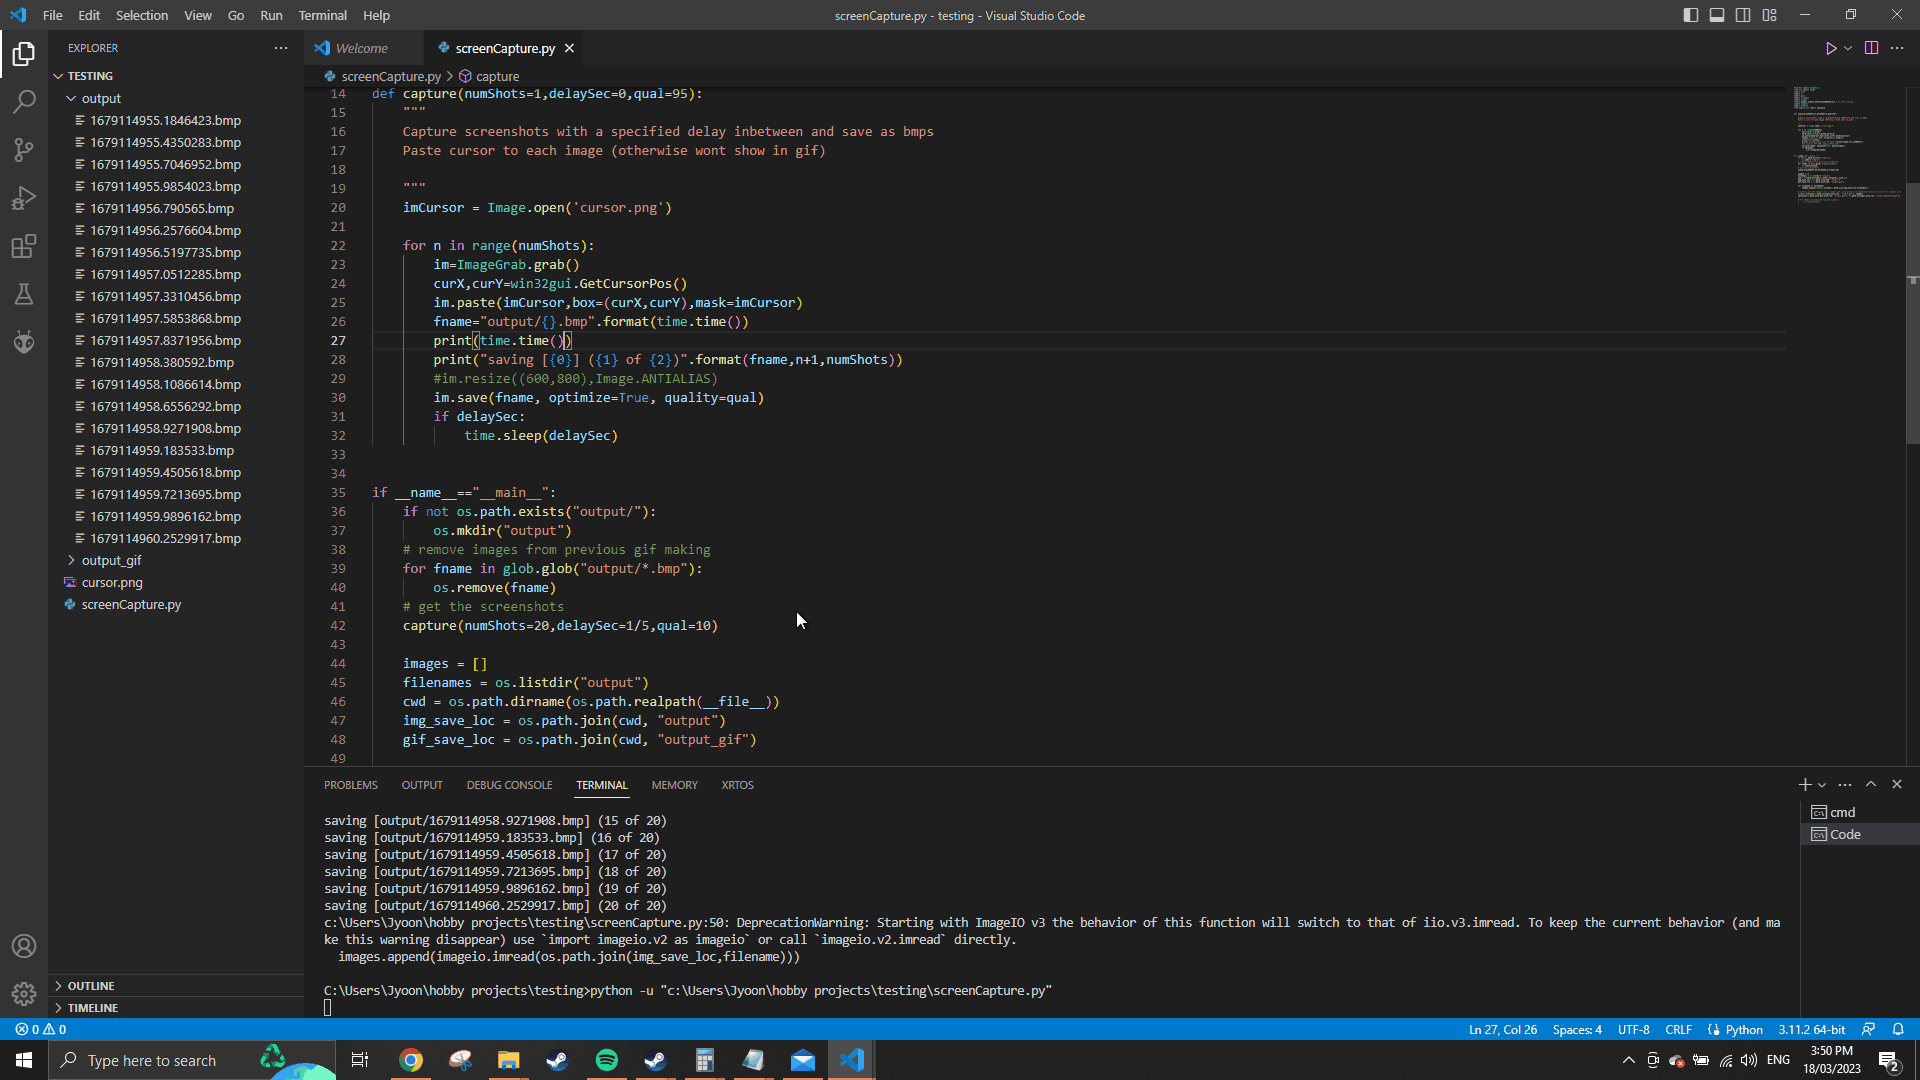 File Edit Selection View Go Run Terminal Help
screenCapture.py - testing - Visual Studio Code
EXPLORER
TESTING
output
1679114955.1846423.bmp
1679114955.4350283.bmp
1679114955.7046952.bmp
1679114955.9854023.bmp
1679114956.790565.bmp
1679114956.2576604.bmp
1679114956.5197735.bmp
1679114957.0512285.bmp
1679114957.3310456.bmp
1679114957.5853868.bmp
1679114957.8371956.bmp
1679114958.380592.bmp
1679114958.1086614.bmp
1679114958.6556292.bmp
1679114958.9271908.bmp
1679114959.183533.bmp
1679114959.4505618.bmp
1679114959.7213695.bmp
1679114959.9896162.bmp
1679114960.2529917.bmp
output_gif
cursor.png
screenCapture.py
OUTLINE
TIMELINE
Welcome
screenCapture.py
screenCapture.py > capture
14 def capture(numShots=1,delaySec=0,qual=95):
15 """
16 Capture screenshots with a specified delay inbetween and save as bmps
17 Paste cursor to each image (otherwise wont show in gif)
18
19 """
20 imCursor = Image.open('cursor.png')
21
22 for n in range(numShots):
23 im=ImageGrab.grab()
24 curX,curY=win32gui.GetCursorPos()
25 im.paste(imCursor,box=(curX,curY),mask=imCursor)
26 fname="output/{}.bmp".format(time.time())
27 print(time.time())
28 print("saving [{0}] ({1} of {2})".format(fname,n+1,numShots))
29 #im.resize((600,800),Image.ANTIALIAS)
30 im.save(fname, optimize=True, quality=qual)
31 if delaySec:
32 time.sleep(delaySec)
33
34
35 if __name__=="__main__":
36 if not os.path.exists("output/"):
37 os.mkdir("output")
38 # remove images from previous gif making
39 for fname in glob.glob("output/*.bmp"):
40 os.remove(fname)
41 # get the screenshots
42 capture(numShots=20,delaySec=1/5,qual=10)
43
44 images = []
45 filenames = os.listdir("output")
46 cwd = os.path.dirname(os.path.realpath(__file__))
47 img_save_loc = os.path.join(cwd, "output")
48 gif_save_loc = os.path.join(cwd, "output_gif")
49
PROBLEMS OUTPUT DEBUG CONSOLE TERMINAL MEMORY XRTOS
saving [output/1679114958.9271908.bmp] (15 of 20)
saving [output/1679114959.183533.bmp] (16 of 20)
saving [output/1679114959.4505618.bmp] (17 of 20)
saving [output/1679114959.7213695.bmp] (18 of 20)
saving [output/1679114959.9896162.bmp] (19 of 20)
saving [output/1679114960.2529917.bmp] (20 of 20)
c:\Users\Jyoon\hobby projects\testing\screenCapture.py:50: DeprecationWarning: Starting with ImageIO v3 the behavior of this function will switch to that of iio.v3.imread. To keep the current behavior (and ma
ke this warning disappear) use `import imageio.v2 as imageio` or call `imageio.v2.imread` directly.
images.append(imageio.imread(os.path.join(img_save_loc,filename)))
C:\Users\Jyoon\hobby projects\testing>python -u "c:\Users\Jyoon\hobby projects\testing\screenCapture.py"
cmd
Code
0 0
Ln 27, Col 26 Spaces: 4 UTF-8 CRLF Python 3.11.2 64-bit
Type here to search
ENG
3:50 PM
18/03/2023
2